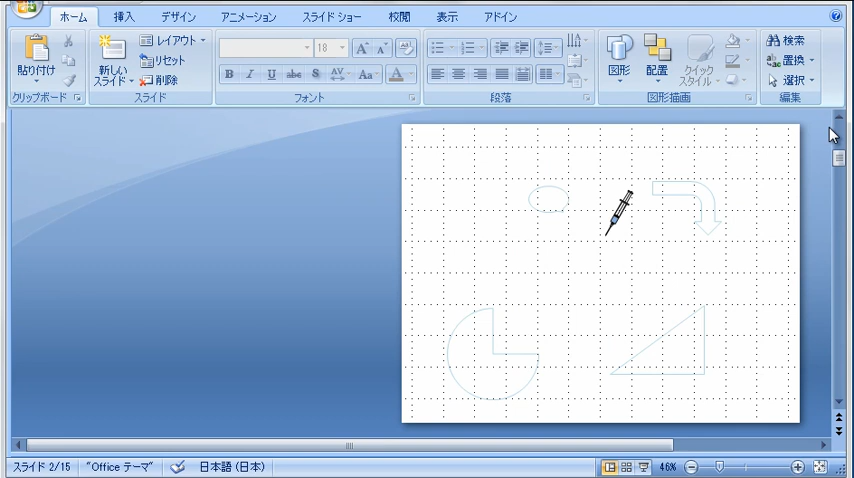 ホーム 挿入 デザイン アニメーション スライド ショー 校閲 表示 アドイン
貼り付け
新しい
スライド
レイアウト
リセット
削除
18
B I U abc S AV Aa A
図形
配置
クイック
スタイル
検索
置換
選択
クリップボード スライド フォント 段落 図形描画 編集
スライド 2/15 "Office テーマ" 日本語 (日本) 46%